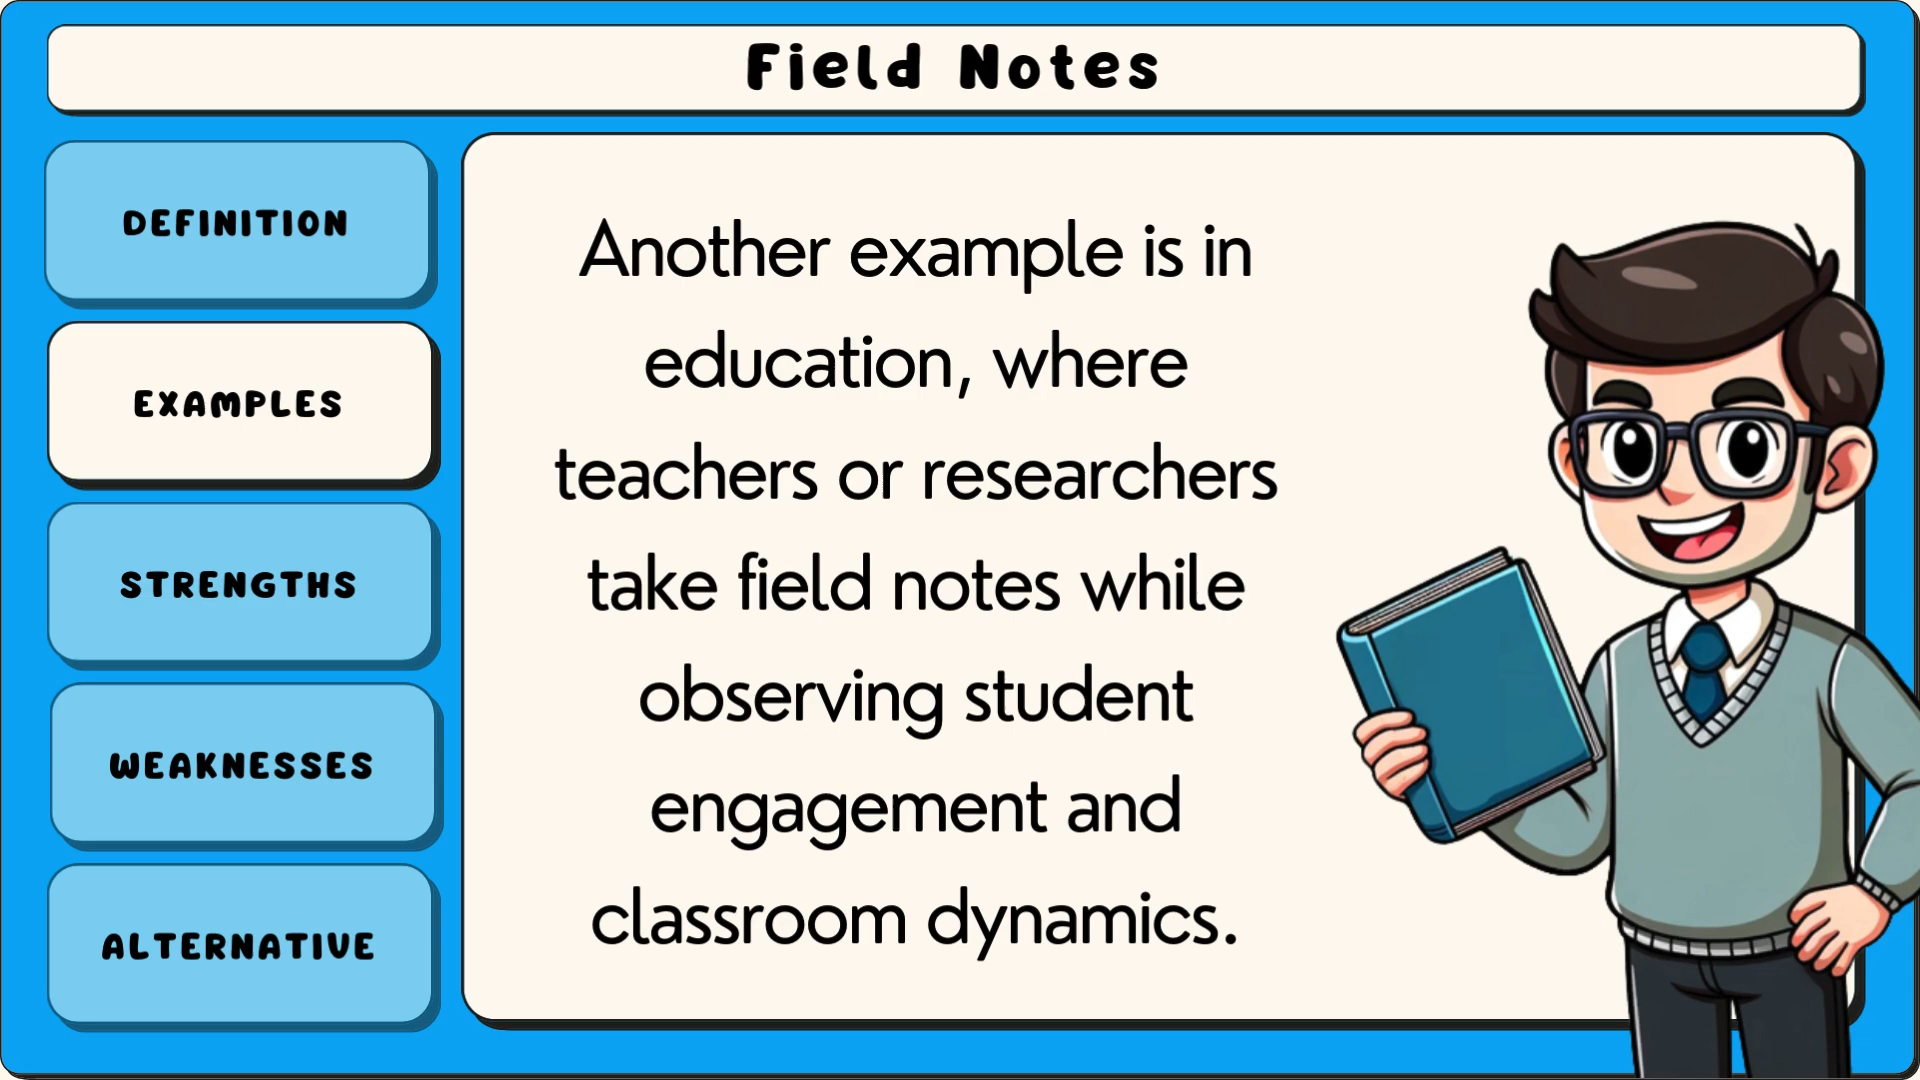 Field Notes
DEFINITION
EXAMPLES
STRENGTHS
WEAKNESSES
ALTERNATIVE
Another example is in
education, where
teachers or researchers
take field notes while
observing student
engagement and
classroom dynamics.